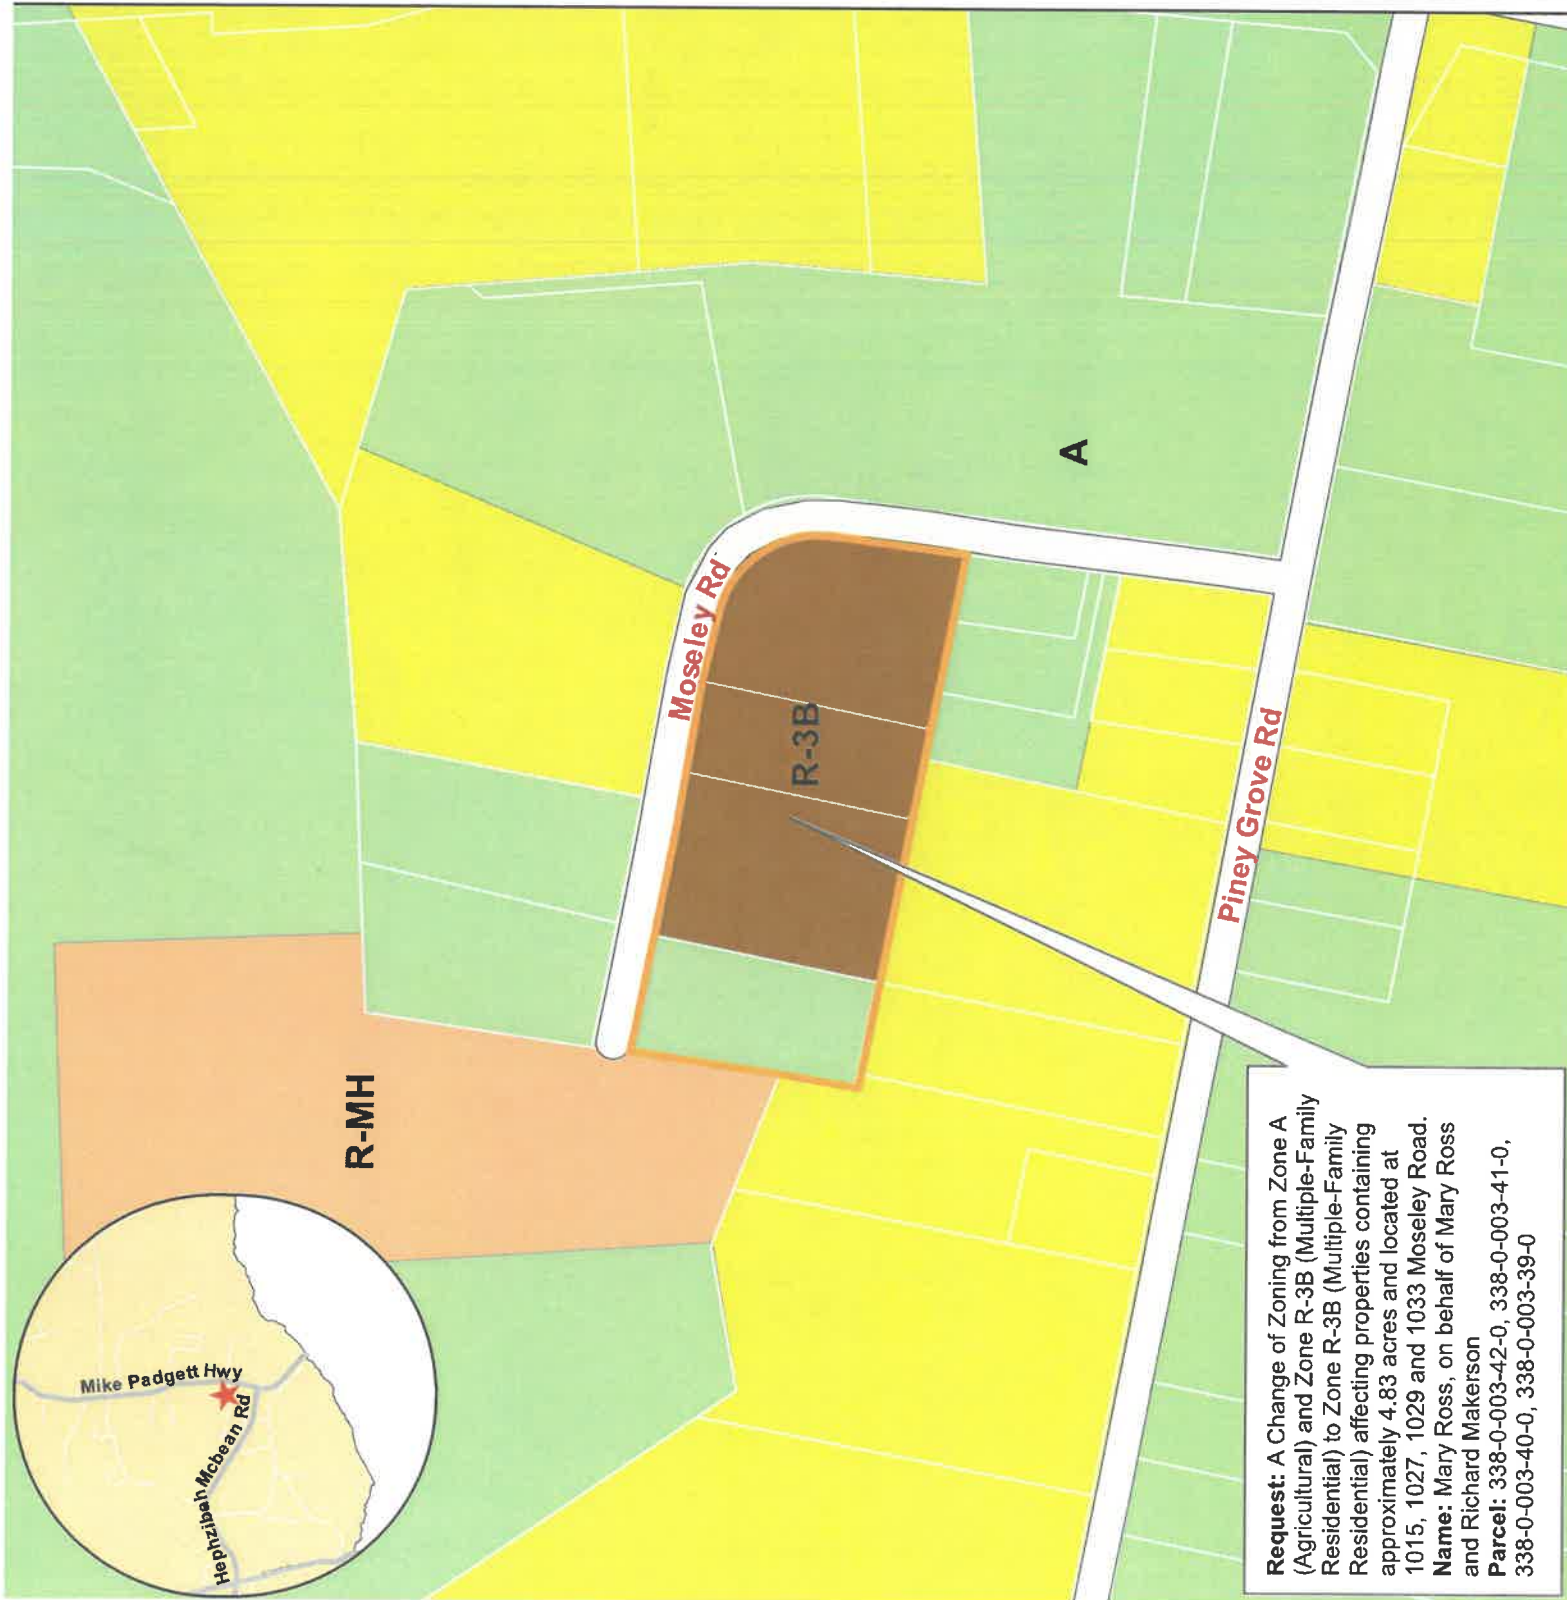 Mike Padgett Hwy
Hephzibah Mcbean Rd
R-MH
Moseley Rd
R-3B
A
Piney Grove Rd
Request: A Change of Zoning from Zone A
(Agricultural) and Zone R-3B (Multiple-Family
Residential) to Zone R-3B (Multiple-Family
Residential) affecting properties containing
approximately 4.83 acres and located at
1015, 1027, 1029 and 1033 Moseley Road.
Name: Mary Ross, on behalf of Mary Ross
and Richard Makerson
Parcel: 338-0-003-42-0, 338-0-003-41-0,
338-0-003-40-0, 338-0-003-39-0